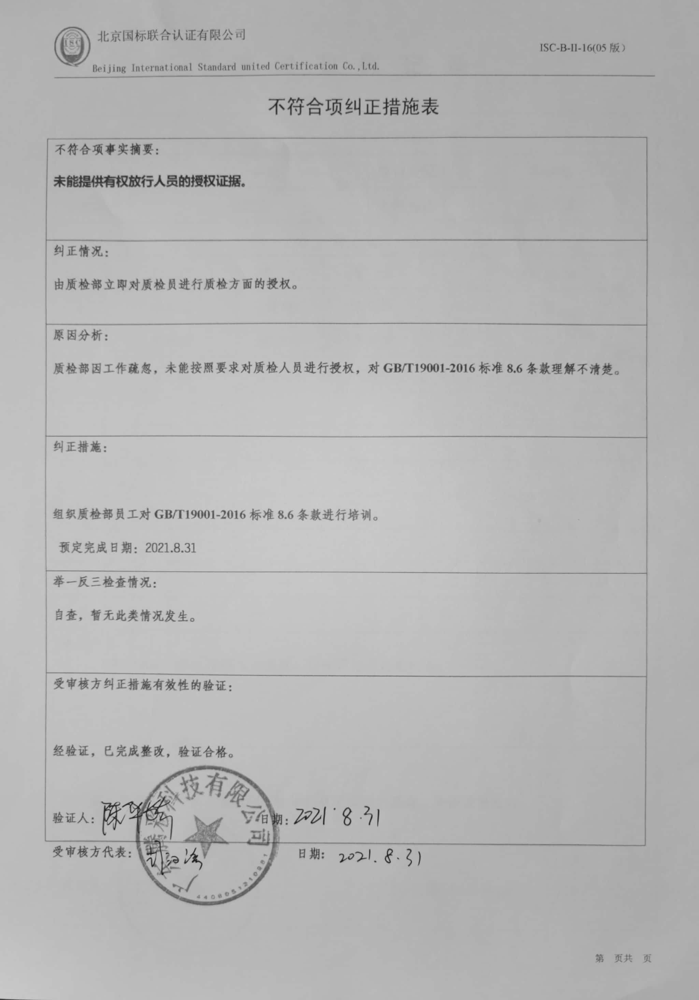 ISC
北京国标联合认证有限公司
ISC-B-II-16(05 版)
Beijing International Standard united Certification Co.,Ltd.
不符合项纠正措施表
不符合项事实摘要:
未能提供有权放行人员的授权证据。
纠正情况:
由质检部立即对质检员进行质检方面的授权。
原因分析:
质检部因工作疏忽，未能按照要求对质检人员进行授权，对 GB/T19001-2016 标准 8.6 条款理解不清楚。
纠正措施:
组织质检部员工对 GB/T19001-2016 标准 8.6 条款进行培训。
预定完成日期: 2021.8.31
举一反三检查情况:
自查，暂无此类情况发生。
受审核方纠正措施有效性的验证:
经验证，已完成整改，验证合格。
科技有限公司
验证人: 陈 日期: 2021.8.31
受审核方代表: 日期: 2021.8.31
第 页共 页